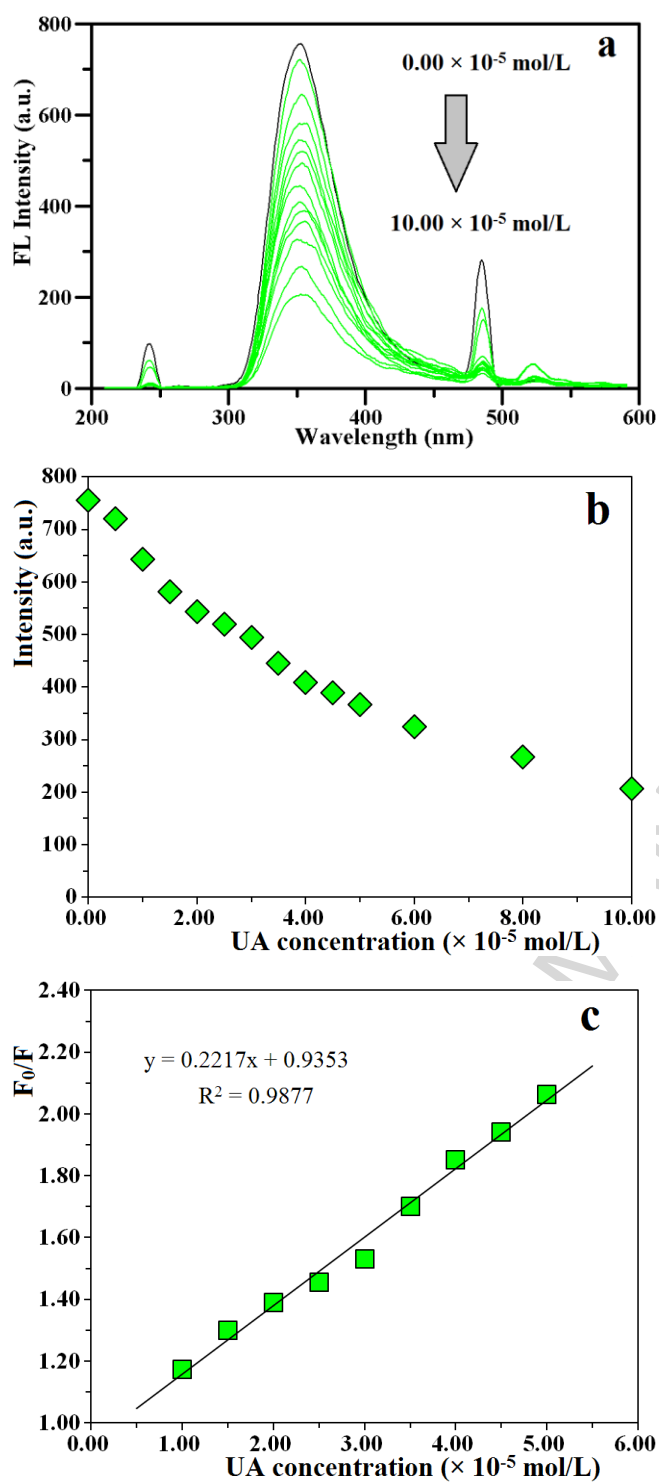 800
a
0.00 × 10⁻⁵ mol/L
600
FL Intensity (a.u.)
400
10.00 × 10⁻⁵ mol/L
200
0
200 300 400 500 600
Wavelength (nm)
800
b
700
600
Intensity (a.u.)
500
400
300
200
100
0
0.00 2.00 4.00 6.00 8.00 10.00
UA concentration (× 10⁻⁵ mol/L)
2.40
c
2.20
F₀/F
y = 0.2217x + 0.9353
R² = 0.9877
2.00
1.80
1.60
1.40
1.20
1.00
0.00 1.00 2.00 3.00 4.00 5.00 6.00
UA concentration (× 10⁻⁵ mol/L)